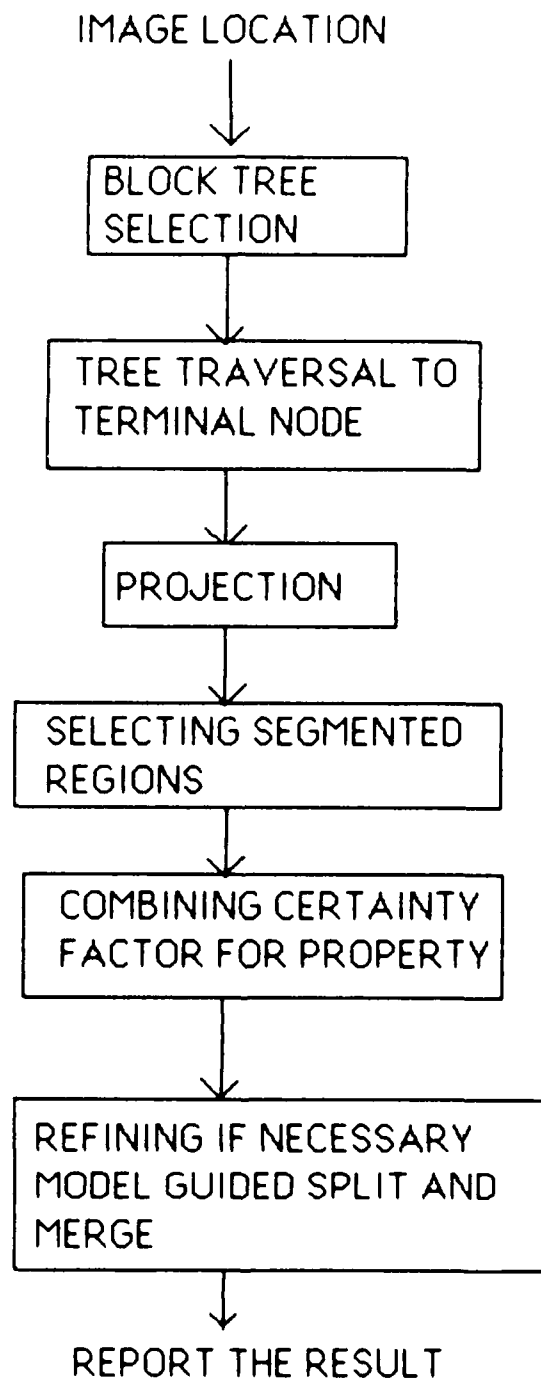 IMAGE LOCATION
BLOCK TREE
SELECTION
TREE TRAVERSAL TO
TERMINAL NODE
PROJECTION
SELECTING SEGMENTED
REGIONS
COMBINING CERTAINTY
FACTOR FOR PROPERTY
REFINING IF NECESSARY
MODEL GUIDED SPLIT AND
MERGE
REPORT THE RESULT